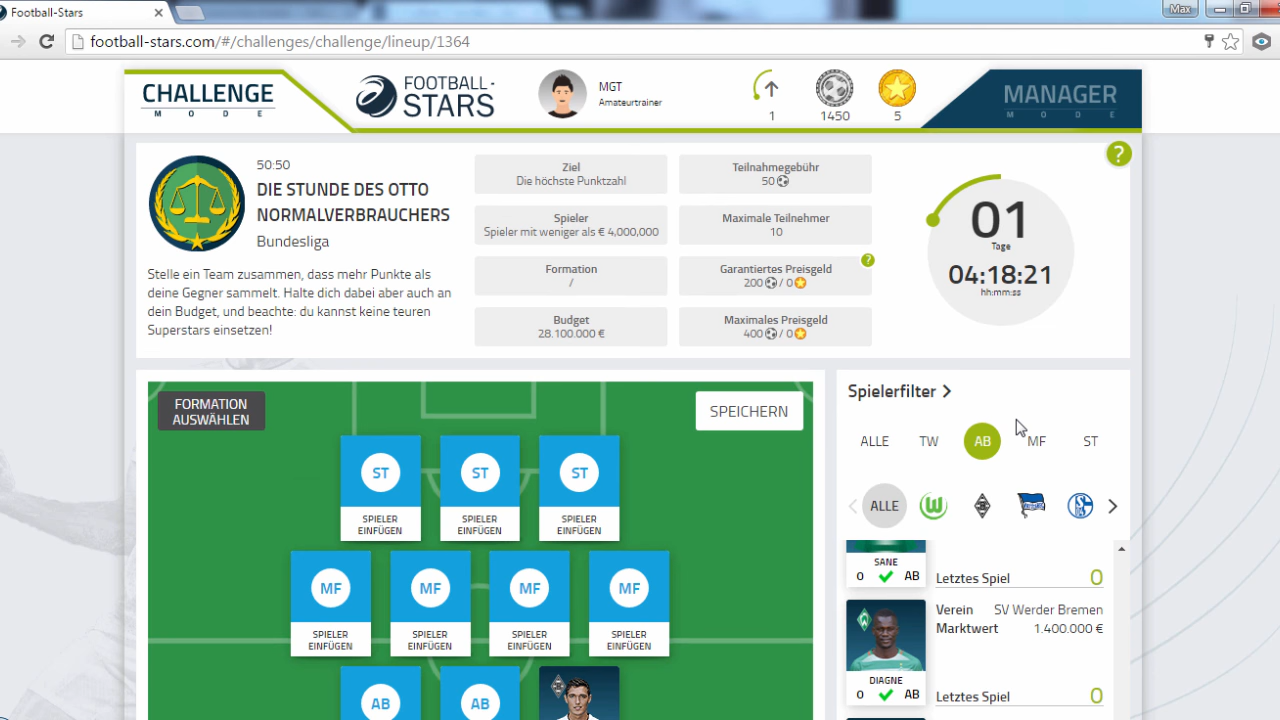 Football-Stars
Max
football-stars.com/#/challenges/challenge/lineup/1364
CHALLENGE
MODE
FOOTBALL-
STARS
MGT
Amateurtrainer
1
1450
5
MANAGER
MODE
50:50
DIE STUNDE DES OTTO
NORMALVERBRAUCHERS
Bundesliga
Stelle ein Team zusammen, dass mehr Punkte als
deine Gegner sammelt. Halte dich dabei aber auch an
dein Budget, und beachte: du kannst keine teuren
Superstars einsetzen!
Ziel
Die höchste Punktzahl
Teilnahmegebühr
50
Spieler
Spieler mit weniger als € 4,000,000
Maximale Teilnehmer
10
Formation
/
Garantiertes Preisgeld
200 / 0
?
Budget
28.100.000 €
Maximales Preisgeld
400 / 0
?
01
Tage
04:18:21
hh:mm:ss
FORMATION
AUSWÄHLEN
SPEICHERN
ST
ST
ST
SPIELER
EINFÜGEN
SPIELER
EINFÜGEN
SPIELER
EINFÜGEN
MF
MF
MF
MF
SPIELER
EINFÜGEN
SPIELER
EINFÜGEN
SPIELER
EINFÜGEN
SPIELER
EINFÜGEN
AB
AB
Spielerfilter
ALLE
TW
AB
MF
ST
ALLE
SANE
0 AB
Letztes Spiel 0
Verein SV Werder Bremen
Marktwert 1.400.000 €
DIAGNE
0 AB
Letztes Spiel 0